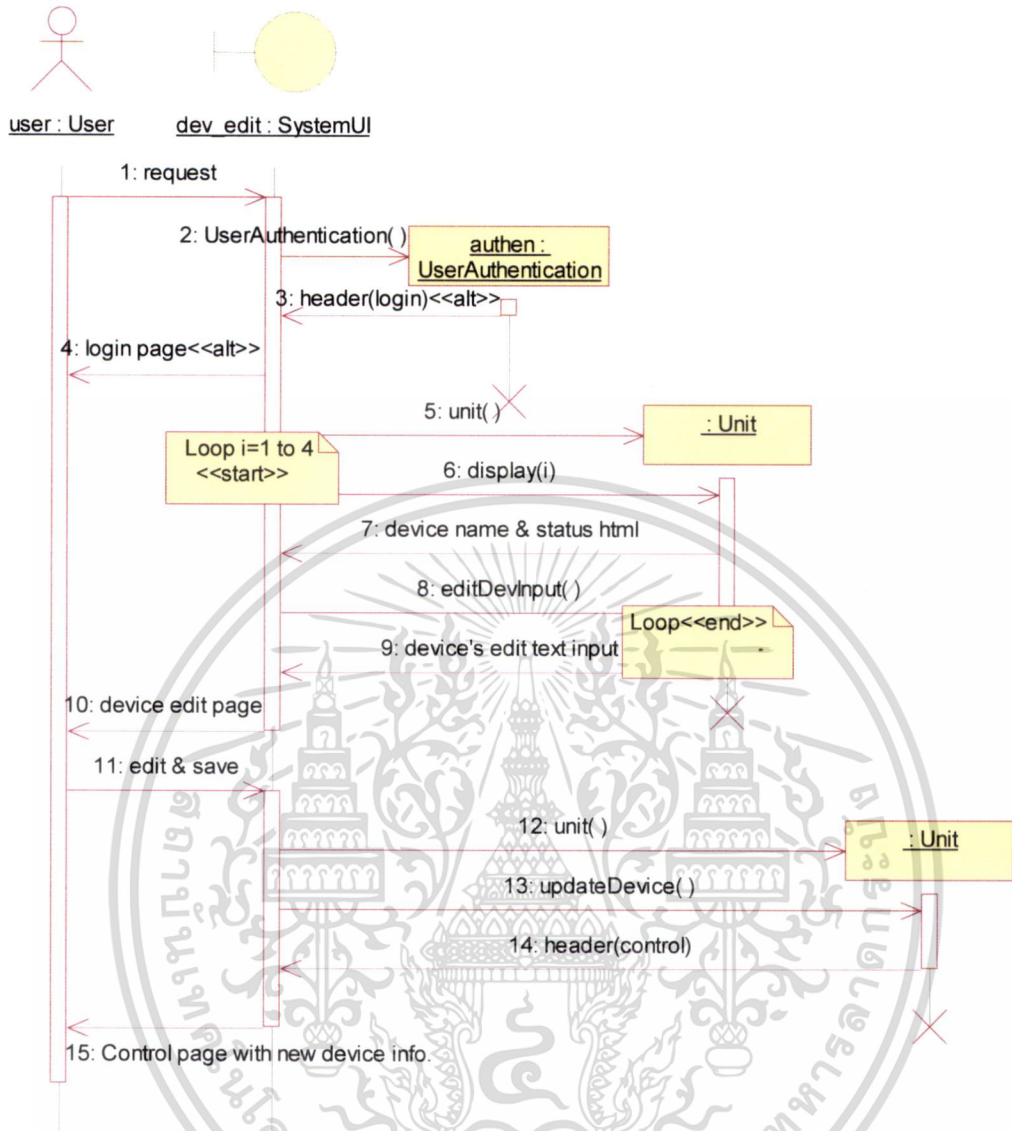 user : User
dev_edit : SystemUI
1: request
2: UserAuthentication( )
authen :
UserAuthentication
3: header(login)<<alt>>
4: login page<<alt>>
5: unit( )
: Unit
Loop i=1 to 4
<<start>>
6: display(i)
7: device name & status html
8: editDevInput( )
Loop<<end>>
9: device's edit text input
10: device edit page
11: edit & save
12: unit( )
: Unit
13: updateDevice( )
14: header(control)
15: Control page with new device info.